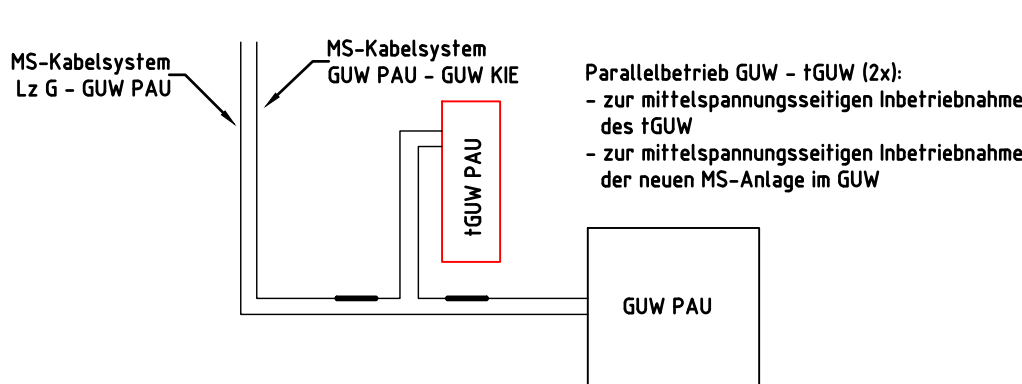 MS-Kabelsystem
Lz G - GUW PAU
MS-Kabelsystem
GUW PAU - GUW KIE
Parallelbetrieb GUW - tGUW (2x):
- zur mittelspannungsseitigen Inbetriebnahme
des tGUW
- zur mittelspannungsseitigen Inbetriebnahme
der neuen MS-Anlage im GUW
tGUW PAU
GUW PAU